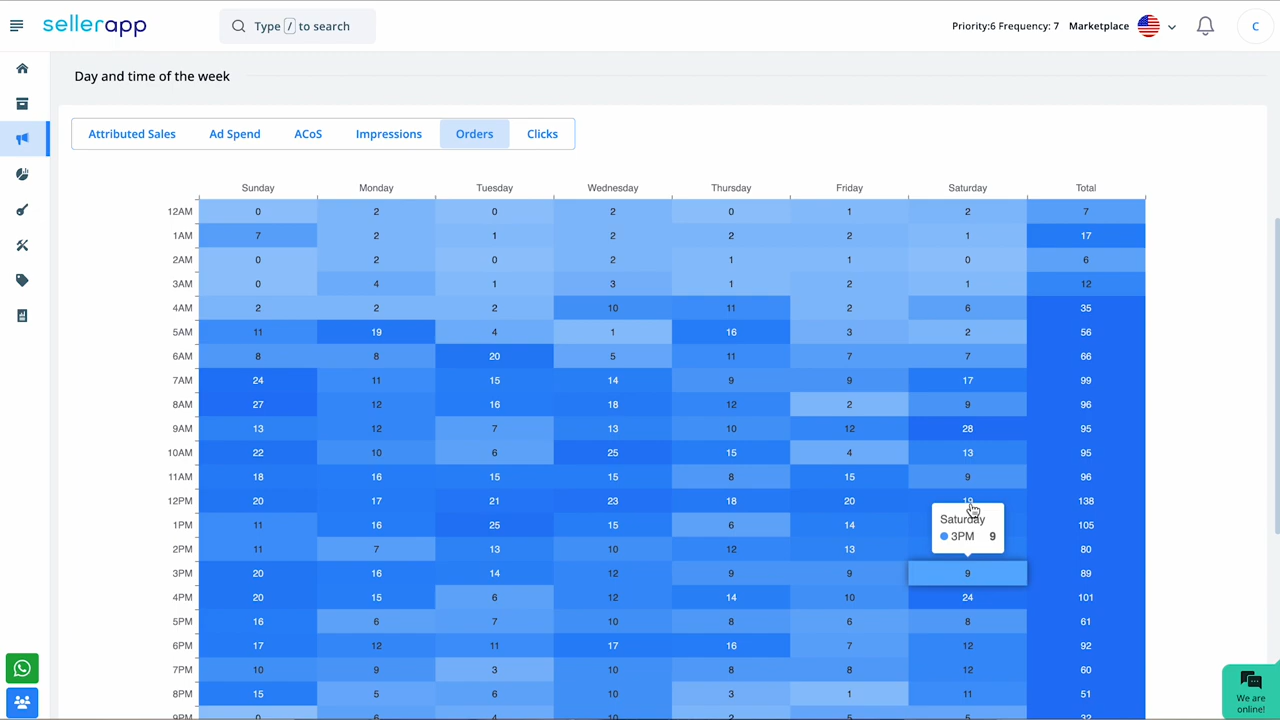 sellerapp
Type / to search
Priority:6 Frequency: 7 Marketplace
C
Day and time of the week
Attributed Sales Ad Spend ACoS Impressions Orders Clicks
Sunday Monday Tuesday Wednesday Thursday Friday Saturday Total
12AM 0 2 0 2 0 1 2 7
1AM 7 2 1 2 2 2 1 17
2AM 0 2 0 2 1 1 0 6
3AM 0 4 1 3 1 2 1 12
4AM 2 2 2 10 11 2 6 35
5AM 11 19 4 1 16 3 2 56
6AM 8 8 20 5 11 7 7 66
7AM 24 11 15 14 9 9 17 99
8AM 27 12 16 18 12 2 9 96
9AM 13 12 7 13 10 12 28 95
10AM 22 10 6 25 15 4 13 95
11AM 18 16 15 15 8 15 9 96
12PM 20 17 21 23 18 20 19 138
1PM 11 16 25 15 6 14 105
2PM 11 7 13 10 12 13 80
3PM 20 16 14 12 9 9 9 89
4PM 20 15 6 12 14 10 24 101
5PM 16 6 7 10 8 6 8 61
6PM 17 12 11 17 16 7 12 92
7PM 10 9 3 10 8 8 12 60
8PM 15 5 6 10 3 1 11 51
9PM 0 6 4 10 2 5 5 32
Saturday
3PM 9
We are
online!